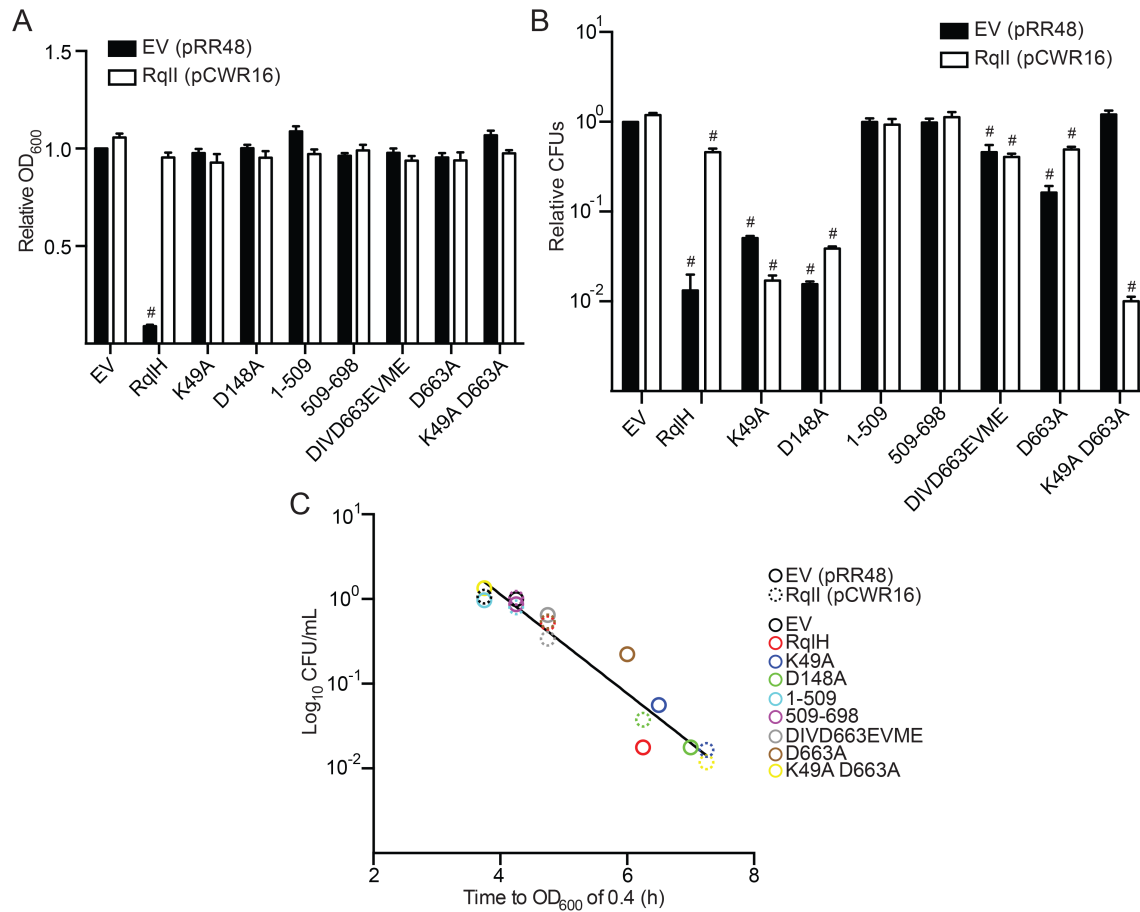 A
EV (pRR48)
RqlI (pCWR16)
Relative OD600
1.5
1.0
0.5
#
EV
RqlH
K49A
D148A
1-509
509-698
DIVD663EVME
D663A
K49A D663A
B
EV (pRR48)
RqlI (pCWR16)
Relative CFUs
10^1
10^0
10^-1
10^-2
# # # # # # # # # # #
EV
RqlH
K49A
D148A
1-509
509-698
DIVD663EVME
D663A
K49A D663A
C
Log10 CFU/mL
10^1
10^0
10^-1
10^-2
2 4 6 8
Time to OD600 of 0.4 (h)
EV (pRR48)
RqlI (pCWR16)
EV
RqlH
K49A
D148A
1-509
509-698
DIVD663EVME
D663A
K49A D663A